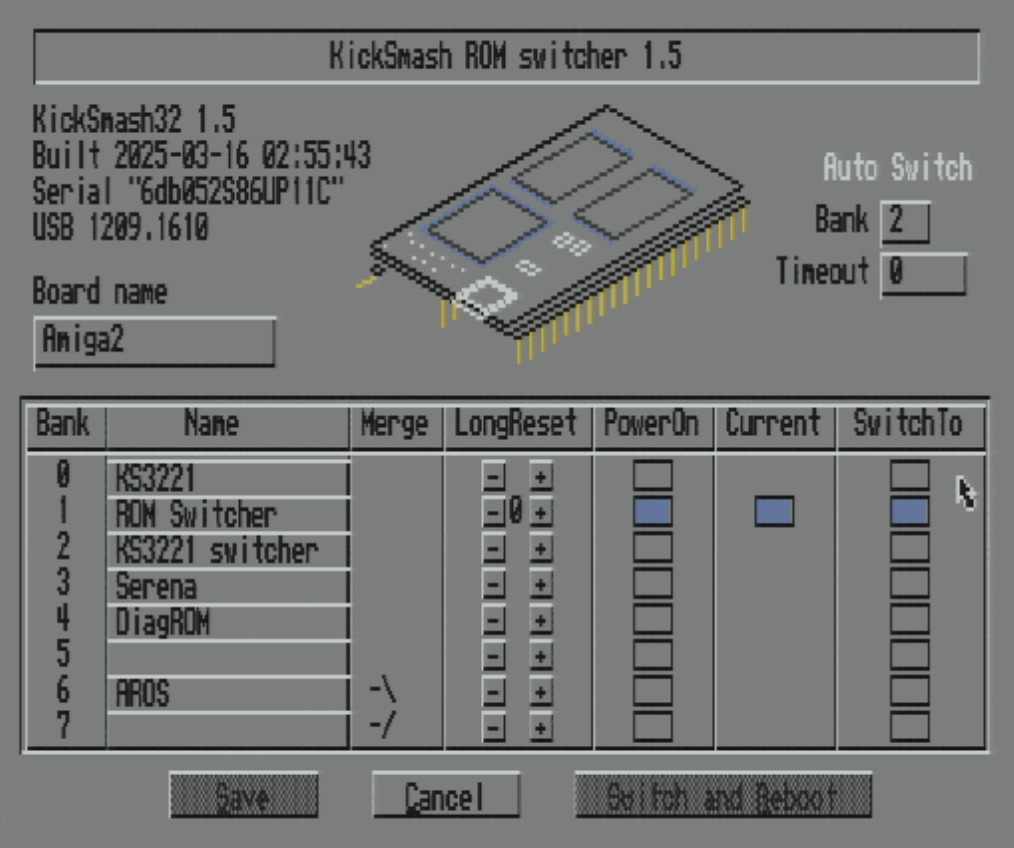 KickSmash ROM switcher 1.5
KickSmash32 1.5
Built 2025-03-16 02:55:43
Serial "6db052S86UP11C"
USB 1209.1610
Auto Switch
Bank 2
Timeout 0
Board name
Amiga2
Bank Name Merge LongReset PowerOn Current SwitchTo
0 KS3221 - +
1 ROM Switcher - 0 +
2 KS3221 switcher - +
3 Serena - +
4 DiagROM - +
5 - +
6 AROS -\ - +
7 -/ - +
Save Cancel Switch and Reboot